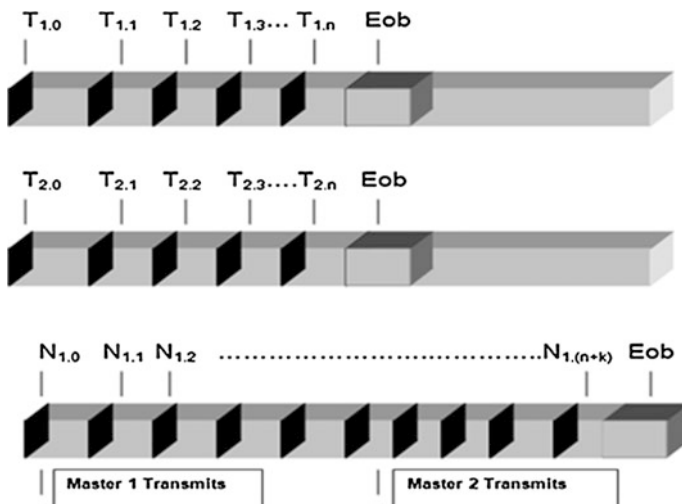 T1.0 T1.1 T1.2 T1.3... T1.n Eob
T2.0 T2.1 T2.2 T2.3....T2.n Eob
N1.0 N1.1 N1.2 ........................................N1.(n+k) Eob
Master 1 Transmits Master 2 Transmits